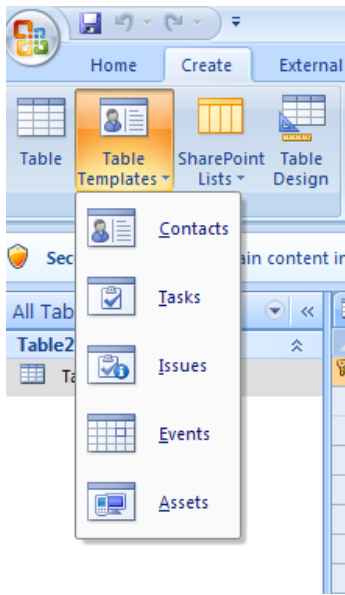 Home Create External
Table Table Templates SharePoint Lists Table Design
Contacts
Sec ain content in
Tasks
All Tab
Table2
Issues
Ta
Events
Assets